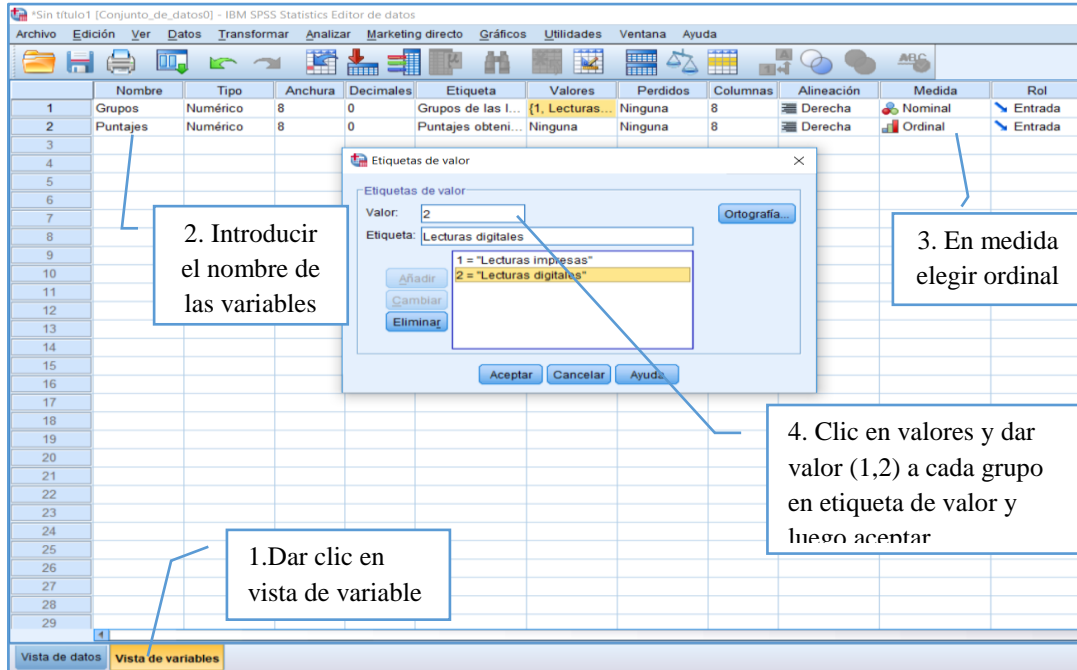 *Sin título1 [Conjunto_de_datos0] - IBM SPSS Statistics Editor de datos
Archivo Edición Ver Datos Transformar Analizar Marketing directo Gráficos Utilidades Ventana Ayuda
Nombre Tipo Anchura Decimales Etiqueta Valores Perdidos Columnas Alineación Medida Rol
1 Grupos Numérico 8 0 Grupos de las l... {1, Lecturas... Ninguna 8 Derecha Nominal Entrada
2 Puntajes Numérico 8 0 Puntajes obteni... Ninguna Ninguna 8 Derecha Ordinal Entrada
3
4
5
6
7
8
9
10
11
12
13
14
15
16
17
18
19
20
21
22
23
24
25
26
27
28
29
Etiquetas de valor
Etiquetas de valor
Valor: 2
Ortografía...
Etiqueta: Lecturas digitales
1 = "Lecturas impresas"
2 = "Lecturas digitales"
Añadir
Cambiar
Eliminar
Aceptar Cancelar Ayuda
2. Introducir
el nombre de
las variables
3. En medida
elegir ordinal
4. Clic en valores y dar
valor (1,2) a cada grupo
en etiqueta de valor y
luego aceptar
1.Dar clic en
vista de variable
Vista de datos Vista de variables